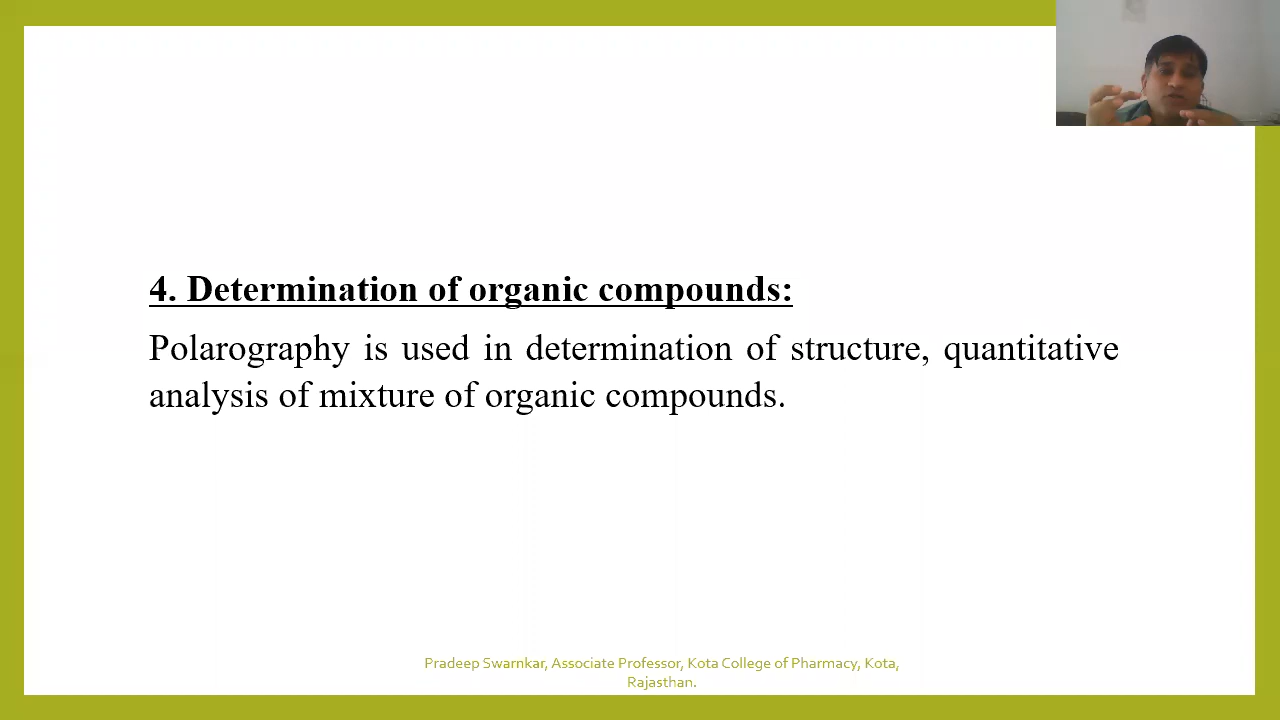 4. Determination of organic compounds:
Polarography is used in determination of structure, quantitative
analysis of mixture of organic compounds.
Pradeep Swarnkar, Associate Professor, Kota College of Pharmacy, Kota,
Rajasthan.